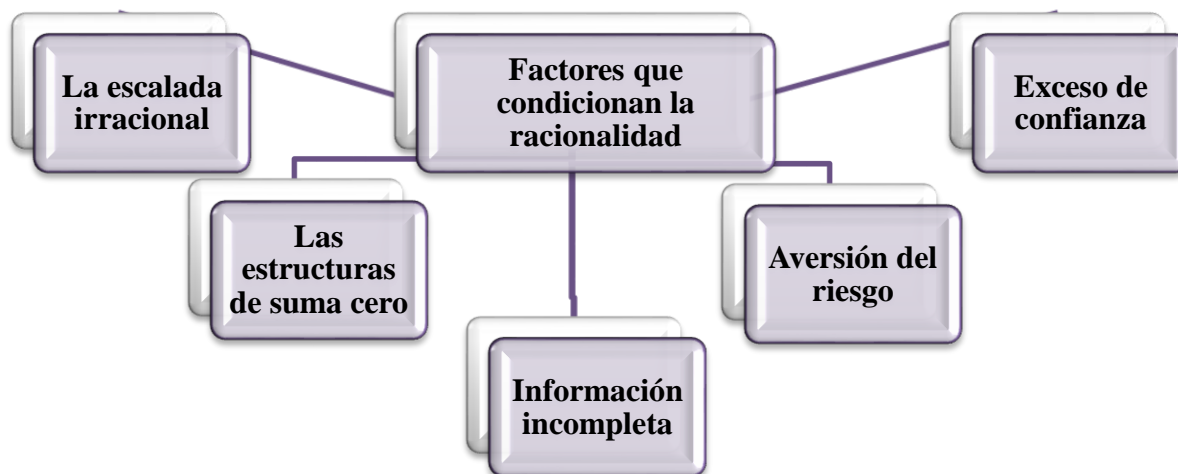 La escalada
irracional
Factores que
condicionan la
racionalidad
Exceso de
confianza
Las
estructuras
de suma cero
Información
incompleta
Aversión del
riesgo